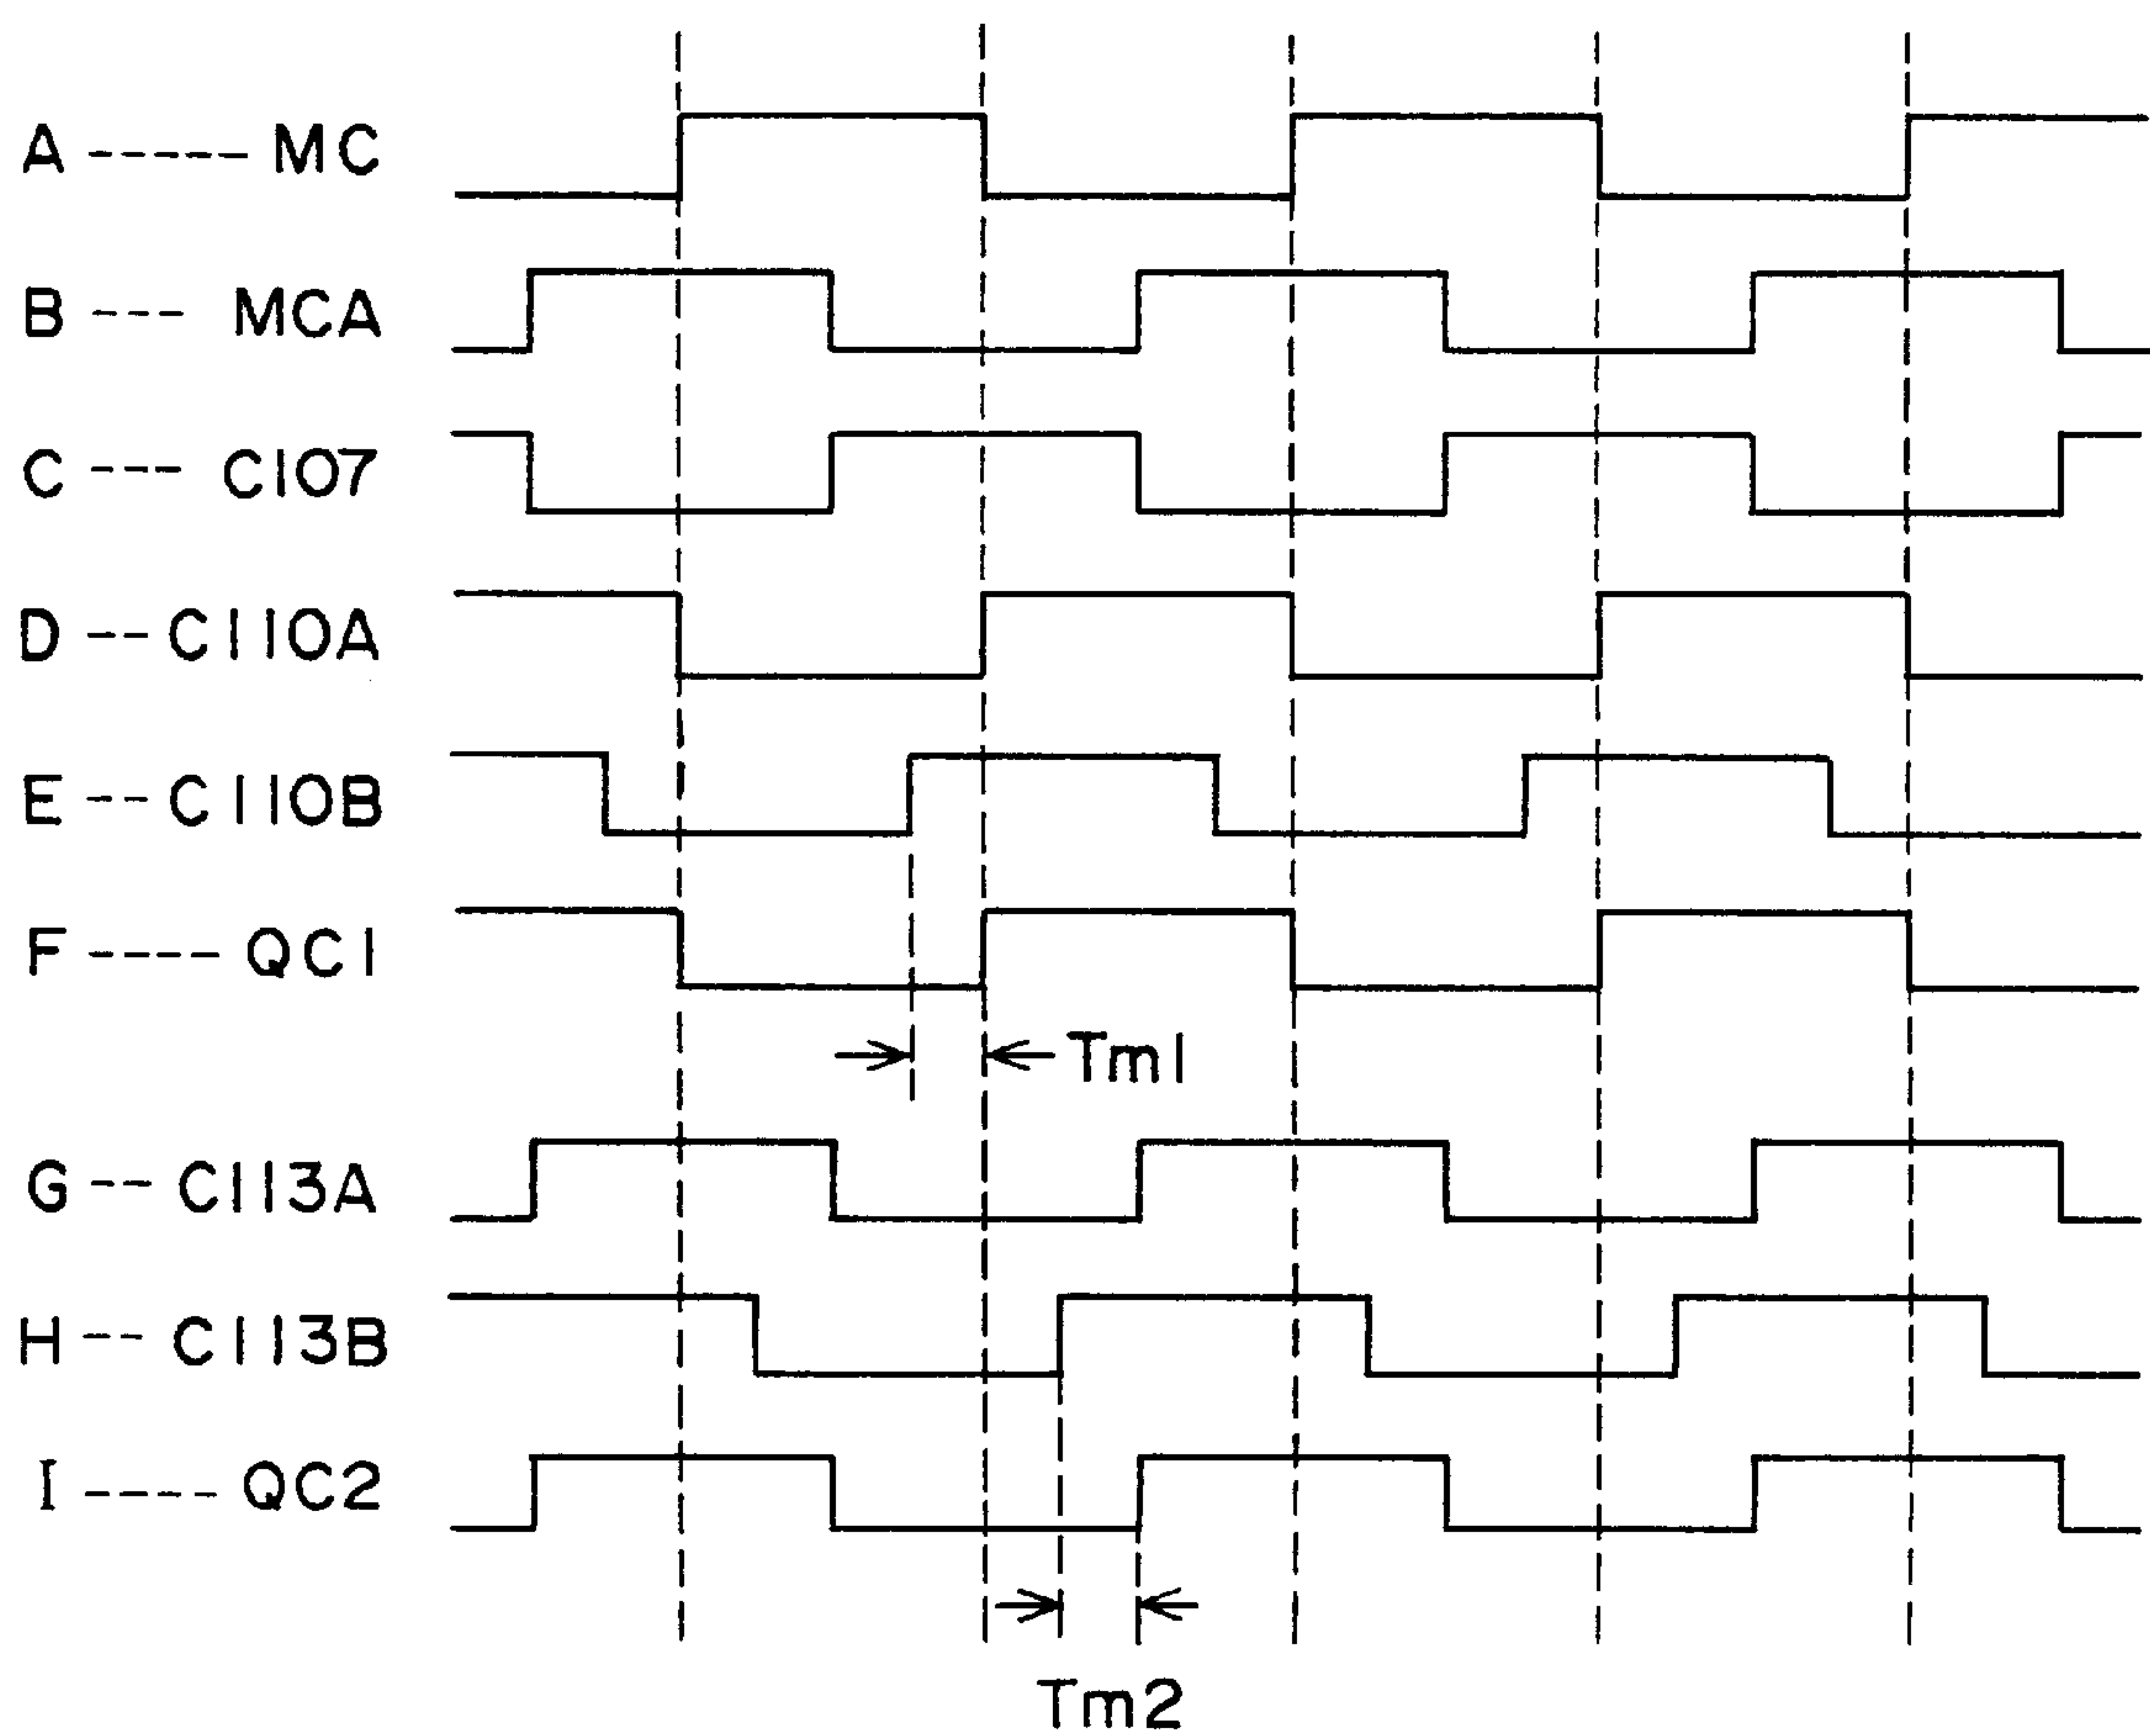 A ----- MC
B --- MCA
C --- C107
D -- C110A
E -- C110B
F ---- QC1
Tm1
G -- C113A
H -- C113B
I ---- QC2
Tm2